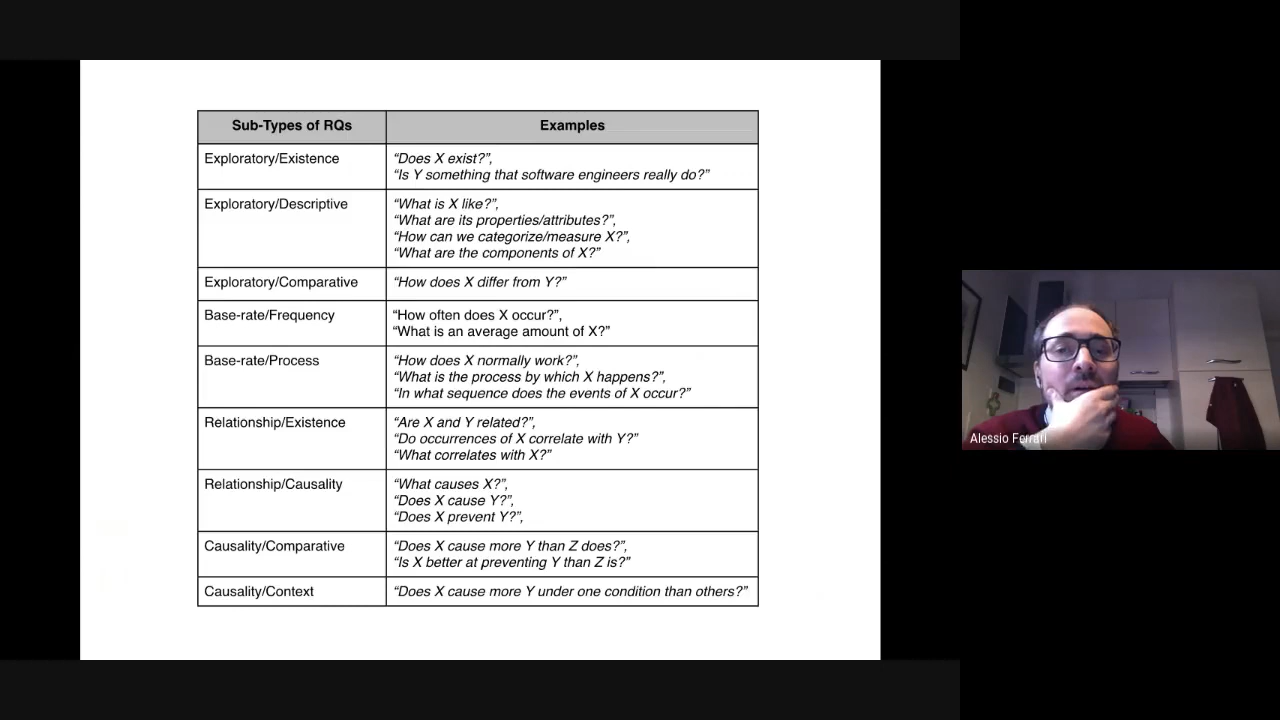 Sub-Types of RQs Examples
Exploratory/Existence “Does X exist?”,
“Is Y something that software engineers really do?”
Exploratory/Descriptive “What is X like?”,
“What are its properties/attributes?”,
“How can we categorize/measure X?”,
“What are the components of X?”
Exploratory/Comparative “How does X differ from Y?”
Base-rate/Frequency “How often does X occur?”,
“What is an average amount of X?”
Base-rate/Process “How does X normally work?”,
“What is the process by which X happens?”,
“In what sequence does the events of X occur?”
Relationship/Existence “Are X and Y related?”,
“Do occurrences of X correlate with Y?”
“What correlates with X?”
Relationship/Causality “What causes X?”,
“Does X cause Y?”,
“Does X prevent Y?”,
Causality/Comparative “Does X cause more Y than Z does?”,
“Is X better at preventing Y than Z is?”
Causality/Context “Does X cause more Y under one condition than others?”
Alessio Ferrari